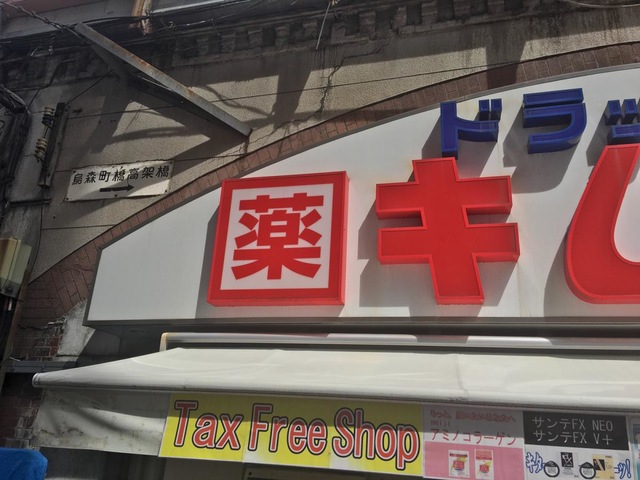 烏森町橋高架橋
ドラッ
薬 キし
Tax Free Shop
アミノコラーゲン
サンテFX NEO
サンテFX V+